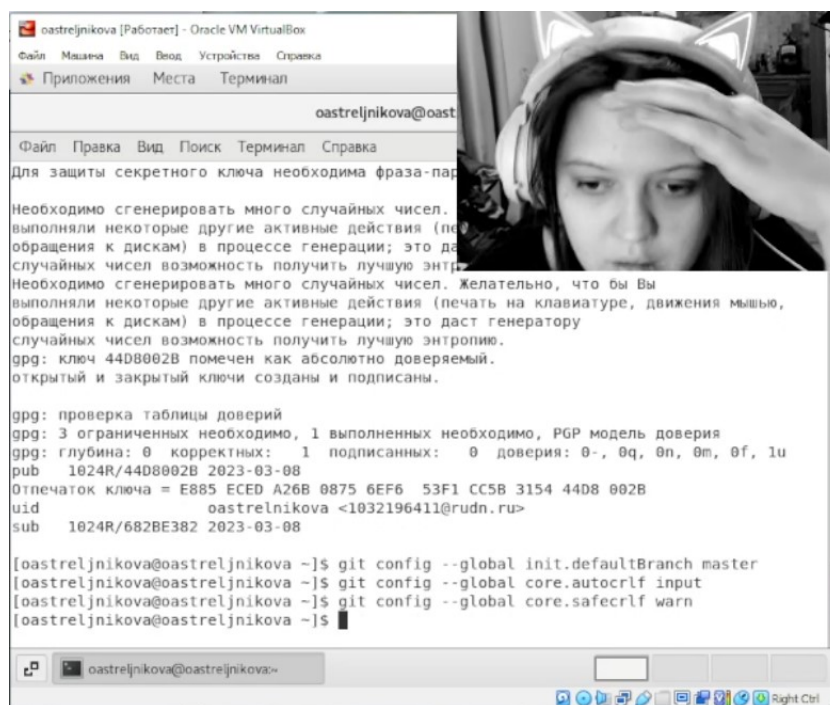 oastreljnikova [Работает] - Oracle VM VirtualBox
Файл Машина Вид Ввод Устройства Справка
Приложения Места Терминал
oastreljnikova@oast
Файл Правка Вид Поиск Терминал Справка
Для защиты секретного ключа необходима фраза-пар
Необходимо сгенерировать много случайных чисел.
выполняли некоторые другие активные действия (пе
обращения к дискам) в процессе генерации; это да
случайных чисел возможность получить лучшую энтр
Необходимо сгенерировать много случайных чисел. Желательно, что бы Вы
выполняли некоторые другие активные действия (печать на клавиатуре, движения мышью,
обращения к дискам) в процессе генерации; это даст генератору
случайных чисел возможность получить лучшую энтропию.
gpg: ключ 44D8002B помечен как абсолютно доверяемый.
открытый и закрытый ключи созданы и подписаны.
gpg: проверка таблицы доверий
gpg: 3 ограниченных необходимо, 1 выполненных необходимо, PGP модель доверия
gpg: глубина: 0 корректных: 1 подписанных: 0 доверия: 0-, 0q, 0n, 0m, 0f, 1u
pub 1024R/44D8002B 2023-03-08
Отпечаток ключа = E885 ECED A26B 0875 6EF6 53F1 CC5B 3154 44D8 002B
uid oastrelnikova <1032196411@rudn.ru>
sub 1024R/682BE382 2023-03-08
[oastreljnikova@oastreljnikova ~]$ git config --global init.defaultBranch master
[oastreljnikova@oastreljnikova ~]$ git config --global core.autocrlf input
[oastreljnikova@oastreljnikova ~]$ git config --global core.safecrlf warn
[oastreljnikova@oastreljnikova ~]$
oastreljnikova@oastreljnikova:~
Right Ctrl